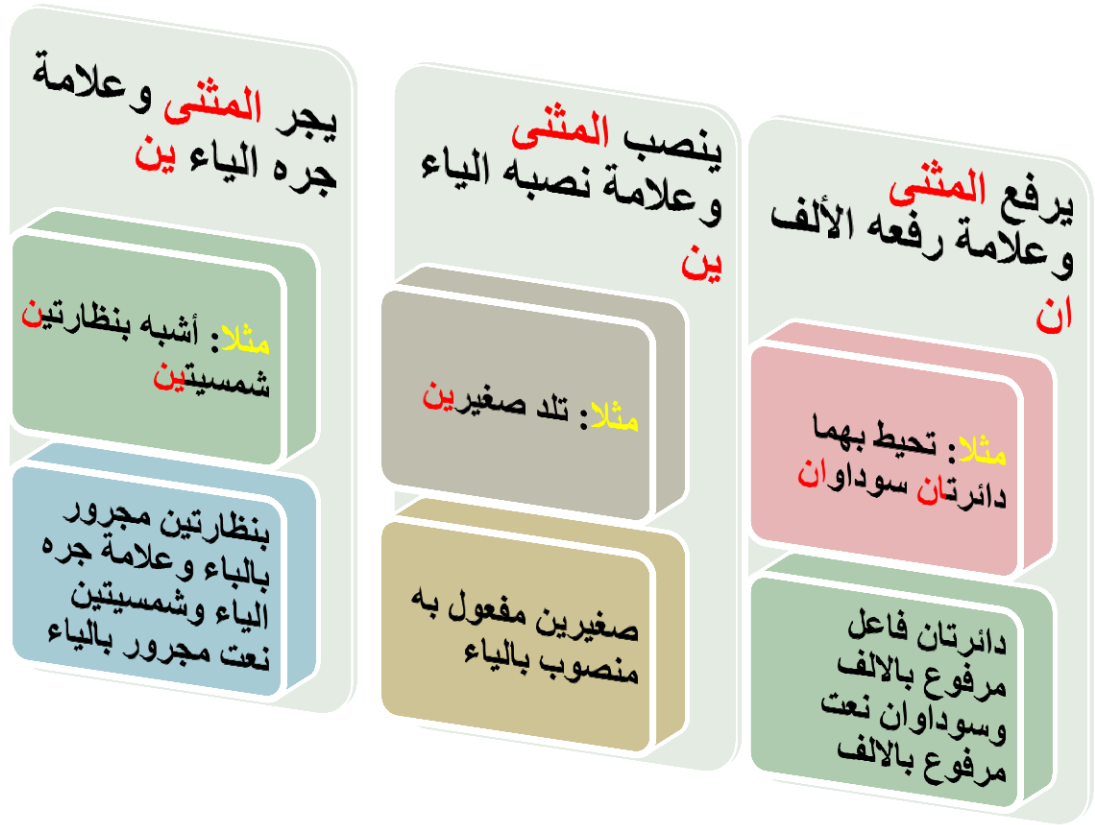 يرفع المثنى
وعلامة رفعه الألف
ان
مثلا: تحيط بهما
دائرتان سوداوان
دائرتان فاعل
مرفوع بالالف
وسوداوان نعت
مرفوع بالالف
ينصب المثنى
وعلامة نصبه الياء
ين
مثلا: تلد صغيرين
صغيرين مفعول به
منصوب بالياء
يجر المثنى وعلامة
جره الياء ين
مثلا: أشبه بنظارتين
شمسيتين
بنظارتين مجرور
بالباء وعلامة جره
الياء وشمسيتين
نعت مجرور بالياء